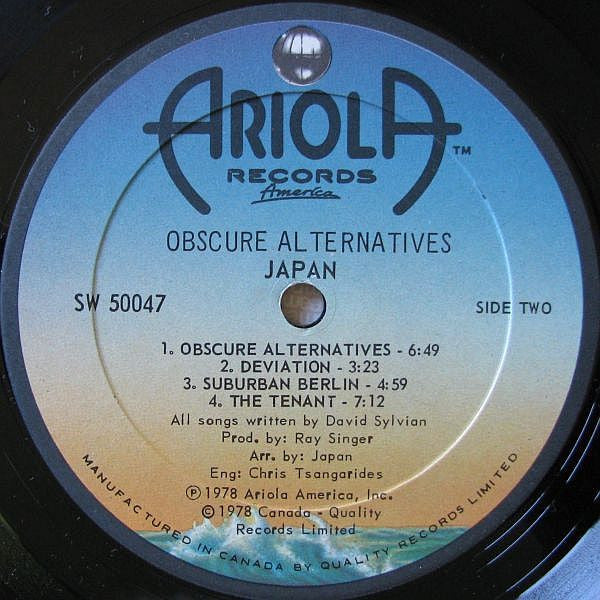 ARIOLA™
RECORDS
America
OBSCURE ALTERNATIVES
JAPAN
SW 50047
SIDE TWO
1. OBSCURE ALTERNATIVES - 6:49
2. DEVIATION - 3:23
3. SUBURBAN BERLIN - 4:59
4. THE TENANT - 7:12
All songs written by David Sylvian
Prod. by: Ray Singer
Arr. by: Japan
Eng: Chris Tsangarides
℗ 1978 Ariola America, Inc.
© 1978 Canada - Quality
Records Limited
MANUFACTURED IN CANADA BY QUALITY RECORDS LIMITED